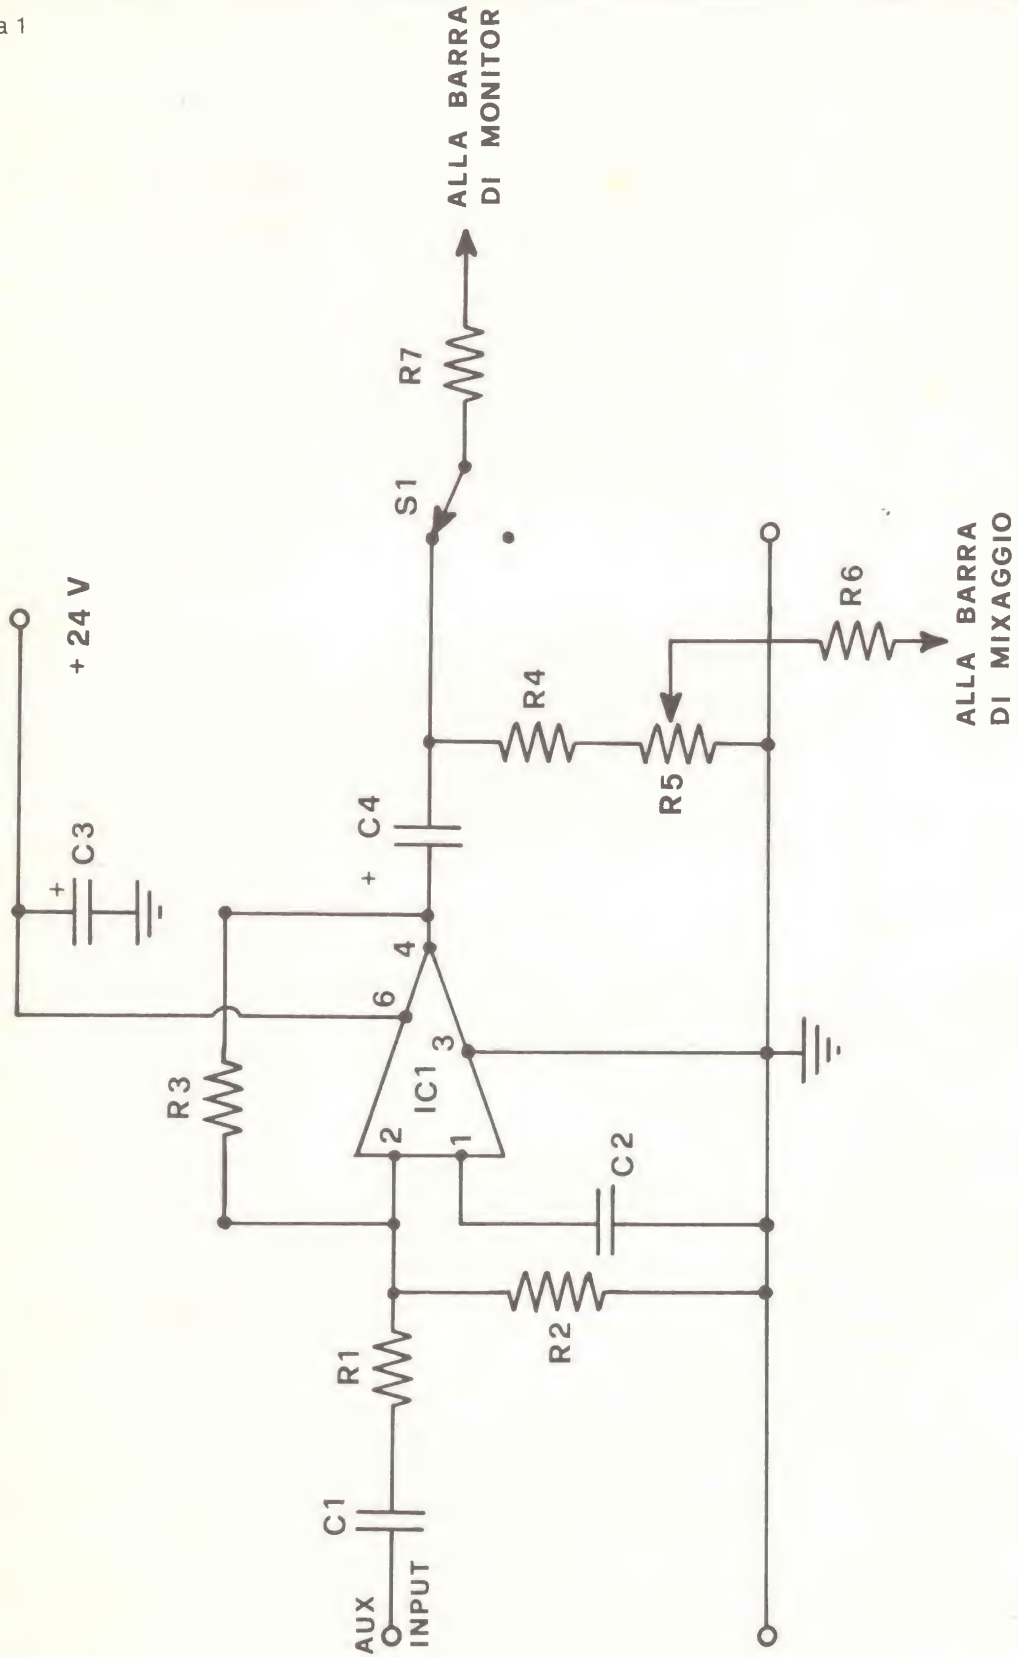 a 1
+ 24 V
C3
+
R3
6
4
+
C4
S1
R7
ALLA BARRA
DI MONITOR
AUX
INPUT
C1
R1
2
IC1
1
3
R4
R2
C2
R5
R6
ALLA BARRA
DI MIXAGGIO